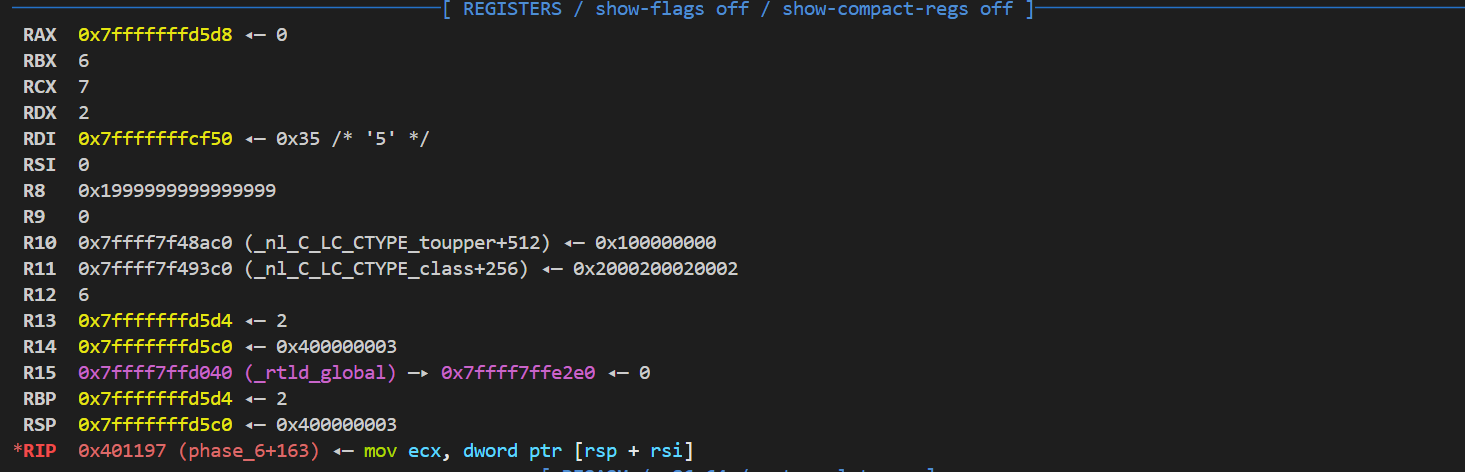 [ REGISTERS / show-flags off / show-compact-regs off ]
RAX 0x7fffffffd5d8 ◂— 0
RBX 6
RCX 7
RDX 2
RDI 0x7fffffffcf50 ◂— 0x35 /* '5' */
RSI 0
R8 0x1999999999999999
R9 0
R10 0x7ffff7f48ac0 (_nl_C_LC_CTYPE_toupper+512) ◂— 0x100000000
R11 0x7ffff7f493c0 (_nl_C_LC_CTYPE_class+256) ◂— 0x2000200020002
R12 6
R13 0x7fffffffd5d4 ◂— 2
R14 0x7fffffffd5c0 ◂— 0x400000003
R15 0x7ffff7ffd040 (_rtld_global) —▸ 0x7ffff7ffe2e0 ◂— 0
RBP 0x7fffffffd5d4 ◂— 2
RSP 0x7fffffffd5c0 ◂— 0x400000003
*RIP 0x401197 (phase_6+163) ◂— mov ecx, dword ptr [rsp + rsi]